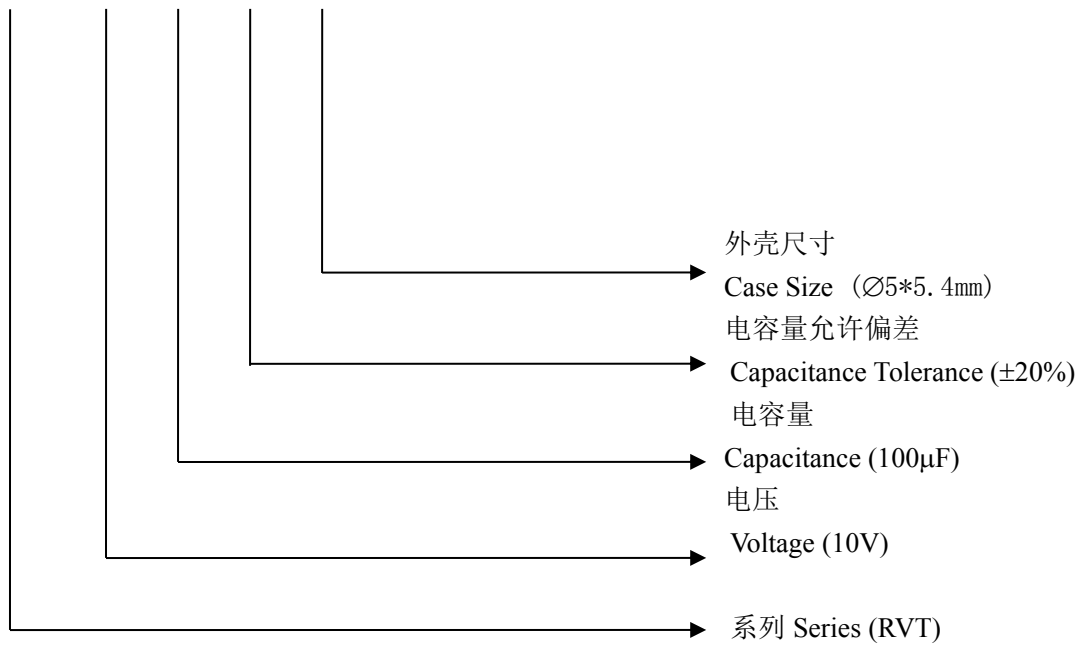 外壳尺寸
Case Size （∅5*5.4mm）
电容量允许偏差
Capacitance Tolerance (±20%)
电容量
Capacitance (100μF)
电压
Voltage (10V)
系列 Series (RVT)